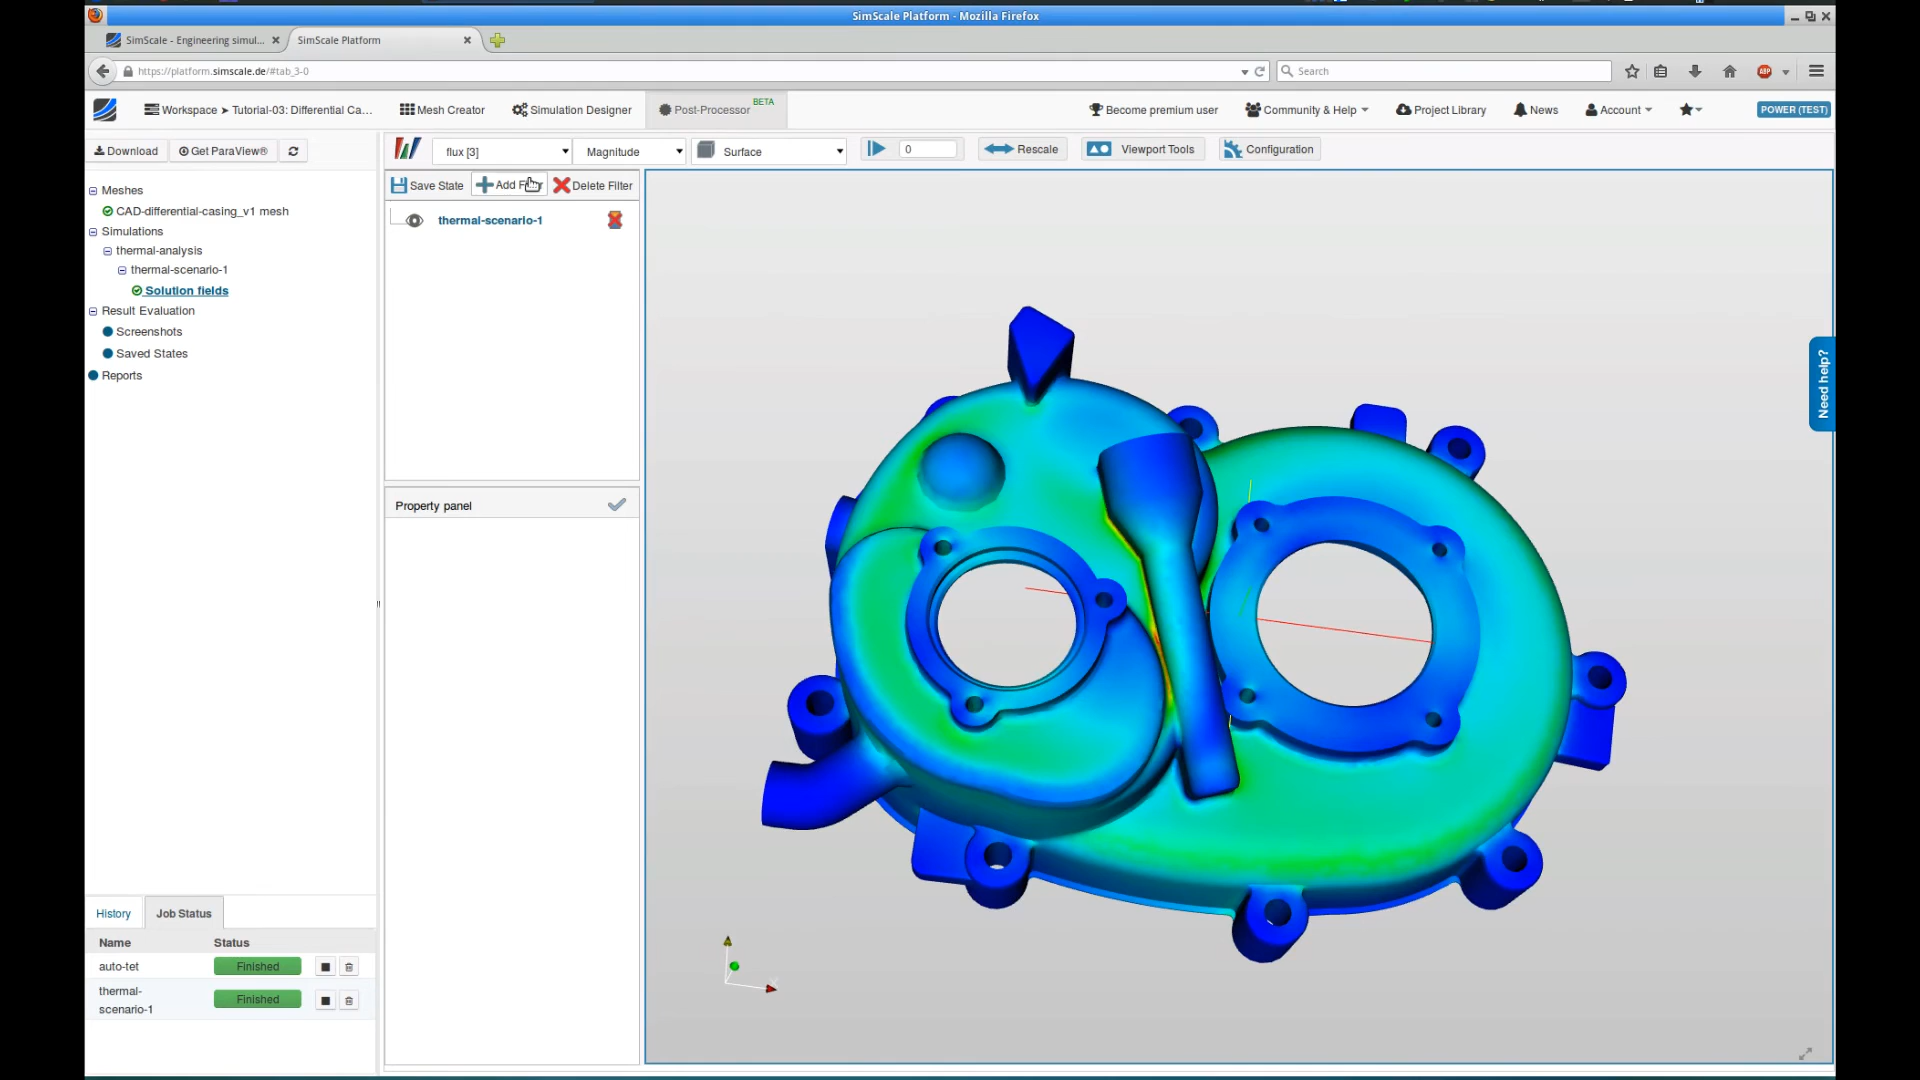 SimScale Platform - Mozilla Firefox
SimScale - Engineering simul...
SimScale Platform
https://platform.simscale.de/#tab_3-0
Search
ABP
Workspace ➤ Tutorial-03: Differential Ca...
Mesh Creator
Simulation Designer
Post-Processor
BETA
Become premium user
Community & Help
Project Library
News
Account
POWER (TEST)
Download
Get ParaView®
flux [3]
Magnitude
Surface
0
Rescale
Viewport Tools
Configuration
Save State
Delete Filter
thermal-scenario-1
Meshes
CAD-differential-casing_v1 mesh
Simulations
thermal-analysis
thermal-scenario-1
Solution fields
Result Evaluation
Screenshots
Saved States
Reports
Property panel
Need help?
History
Job Status
Name
Status
auto-tet
Finished
thermal-
scenario-1
Finished